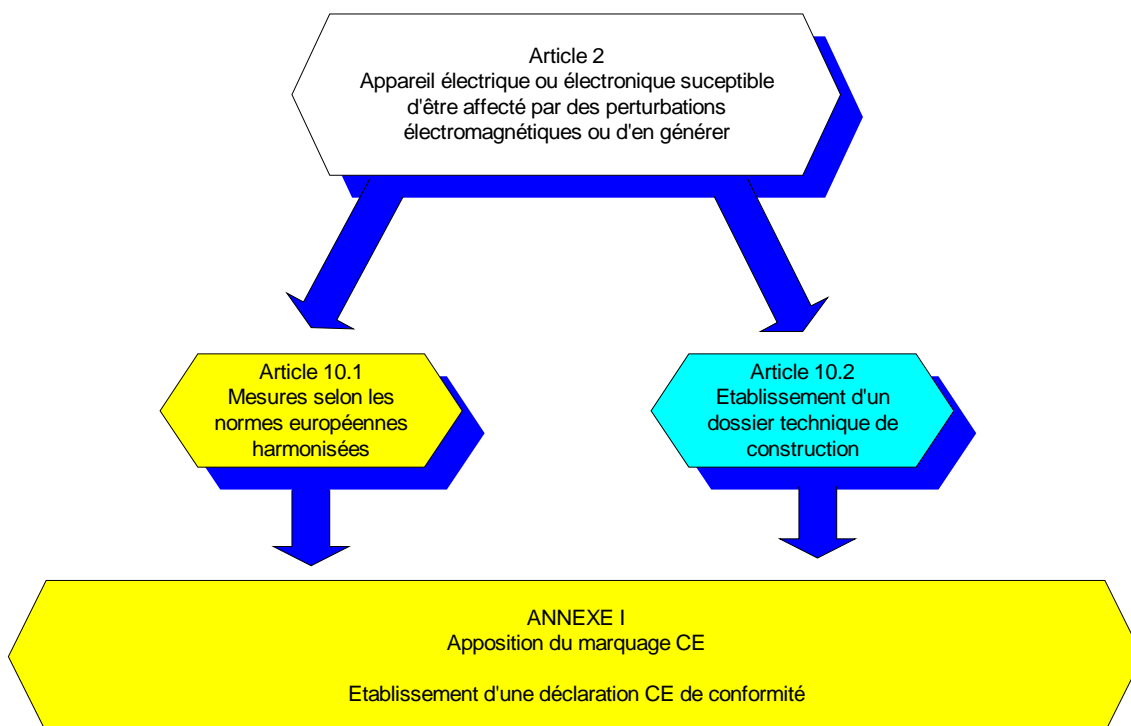 Article 2
Appareil électrique ou électronique suceptible
d'être affecté par des perturbations
électromagnétiques ou d'en générer
Article 10.1
Mesures selon les
normes européennes
harmonisées
Article 10.2
Etablissement d'un
dossier technique de
construction
ANNEXE I
Apposition du marquage CE
Etablissement d'une déclaration CE de conformité